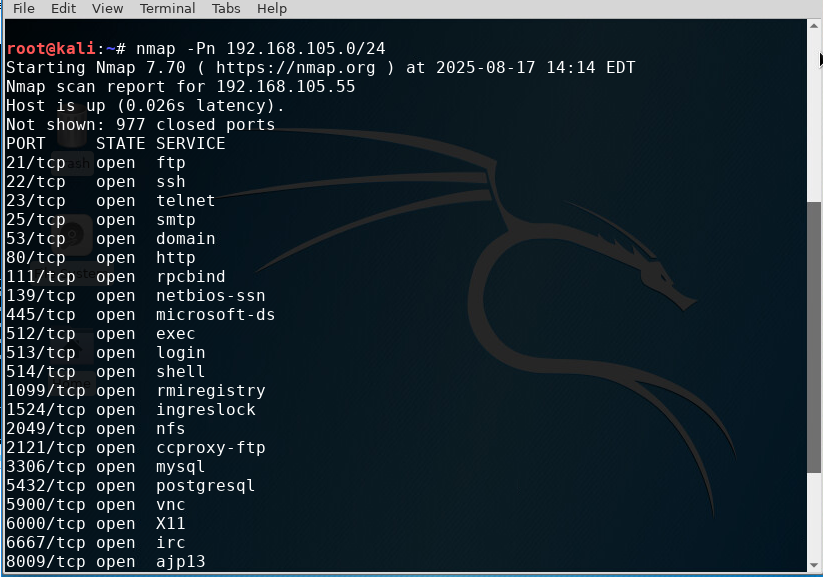 File Edit View Terminal Tabs Help
root@kali:~# nmap -Pn 192.168.105.0/24
Starting Nmap 7.70 ( https://nmap.org ) at 2025-08-17 14:14 EDT
Nmap scan report for 192.168.105.55
Host is up (0.026s latency).
Not shown: 977 closed ports
PORT     STATE SERVICE
21/tcp   open  ftp
22/tcp   open  ssh
23/tcp   open  telnet
25/tcp   open  smtp
53/tcp   open  domain
80/tcp   open  http
111/tcp  open  rpcbind
139/tcp  open  netbios-ssn
445/tcp  open  microsoft-ds
512/tcp  open  exec
513/tcp  open  login
514/tcp  open  shell
1099/tcp open  rmiregistry
1524/tcp open  ingreslock
2049/tcp open  nfs
2121/tcp open  ccproxy-ftp
3306/tcp open  mysql
5432/tcp open  postgresql
5900/tcp open  vnc
6000/tcp open  X11
6667/tcp open  irc
8009/tcp open  ajp13